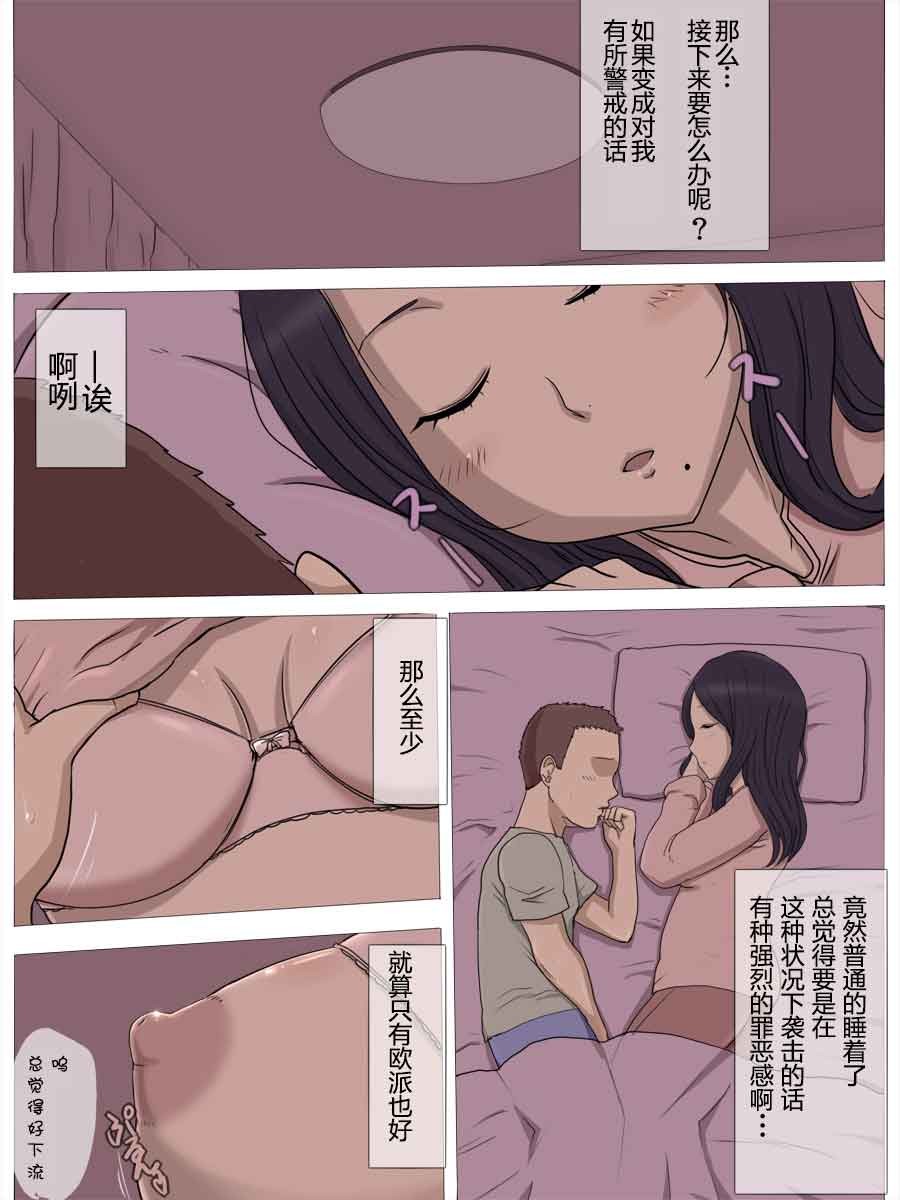 那么…
接下来要怎么办呢？
如果变成对我
有所警戒的话
ス
ス
—诶
啊咧
竟然普通的睡着了
总觉得要是在
这种状况下袭击的话
有种强烈的罪恶感啊…
那么至少
就算只有欧派也好
呜
总觉得好下流